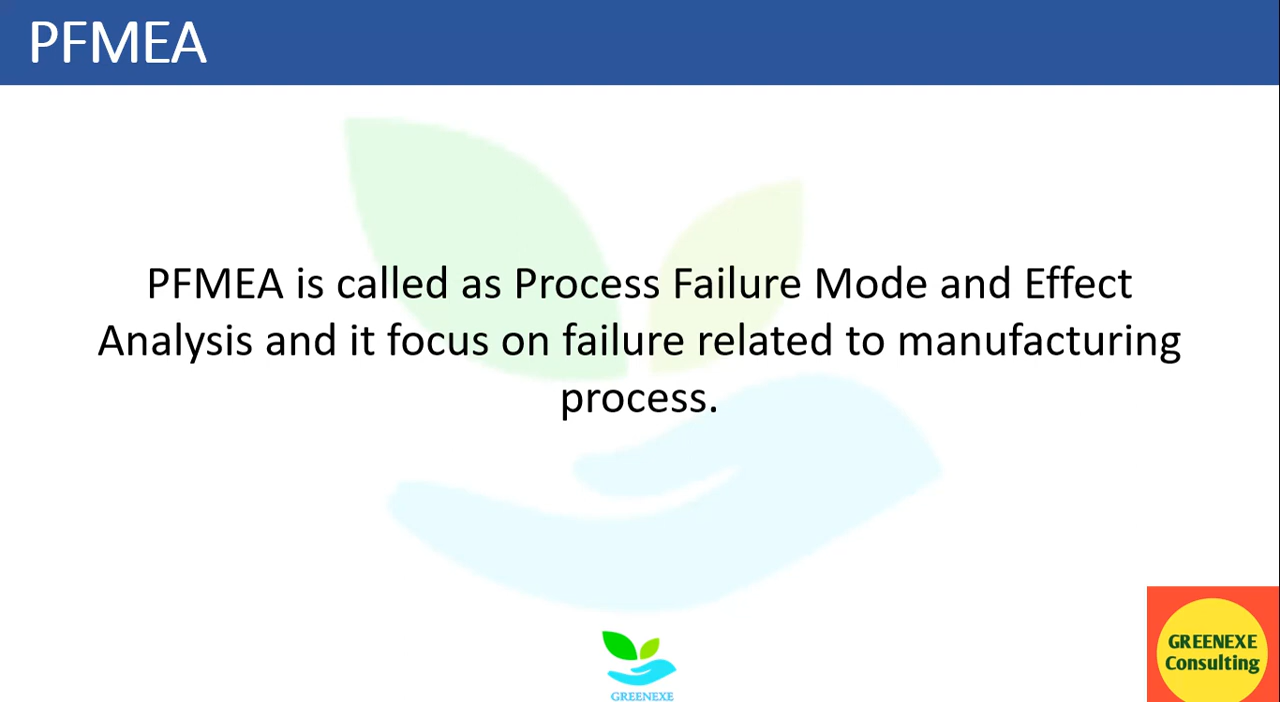 PFMEA
PFMEA is called as Process Failure Mode and Effect
Analysis and it focus on failure related to manufacturing
process.
GREENEXE
GREENEXE
Consulting